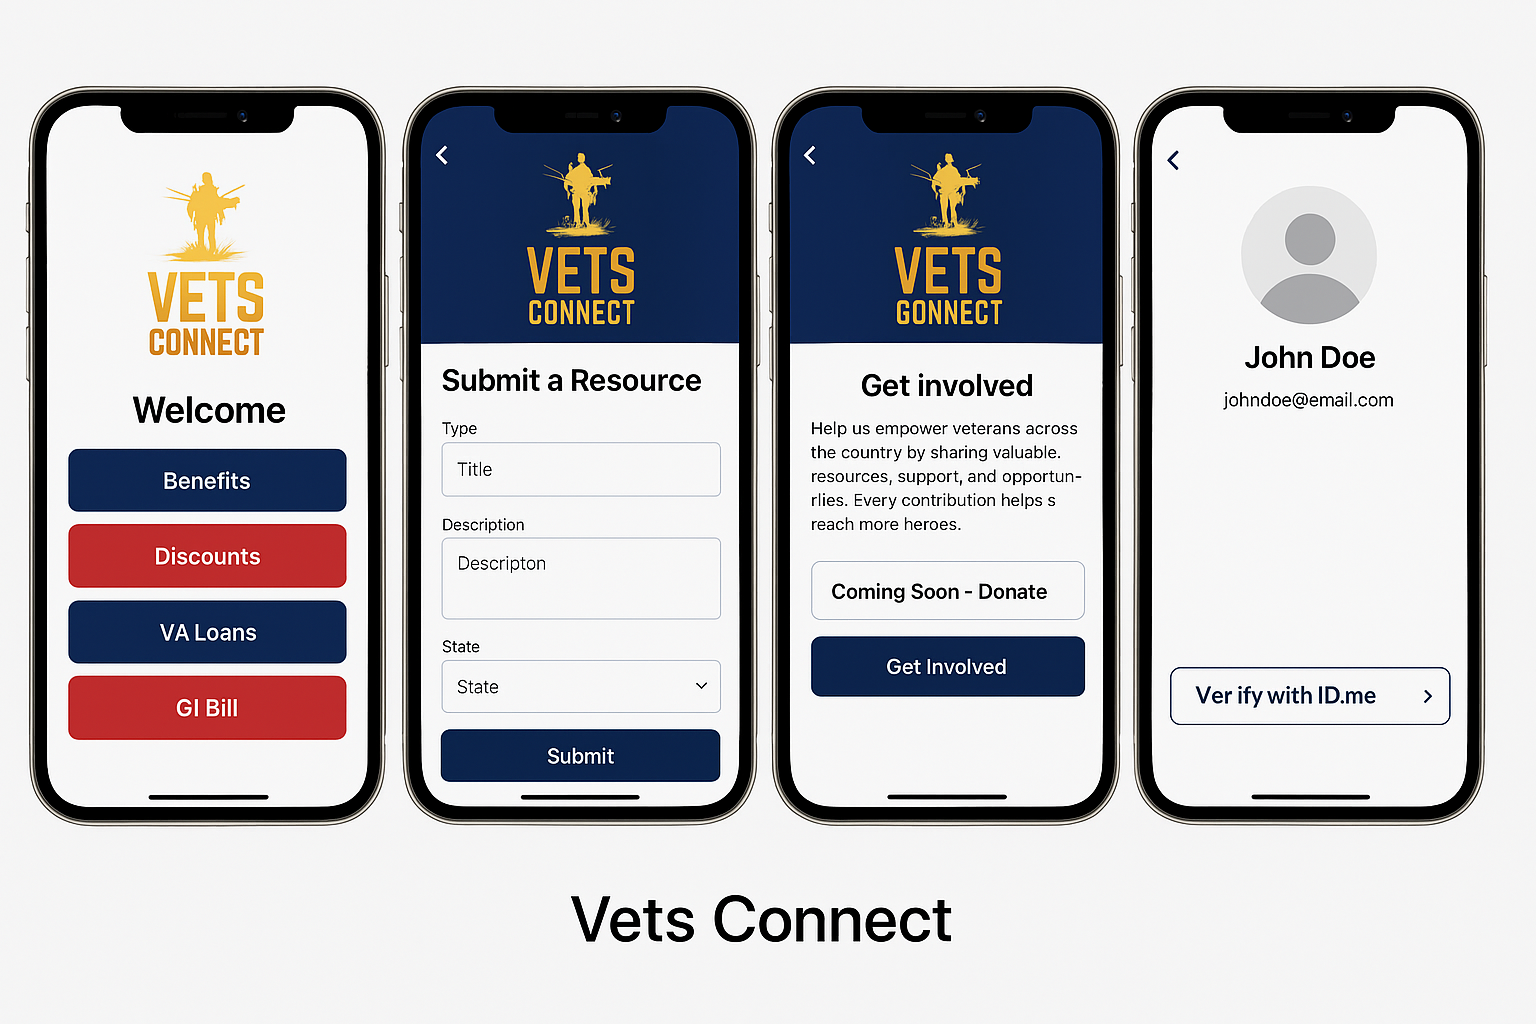 VETS
CONNECT
Welcome
Benefits
Discounts
VA Loans
GI Bill
VETS
CONNECT
Submit a Resource
Type
Title
Description
Descripton
State
State
Submit
VETS
GONNECT
Get involved
Help us empower veterans across
the country by sharing valuable.
resources, support, and opportun-
rlies. Every contribution helps s
reach more heroes.
Coming Soon - Donate
Get Involved
John Doe
johndoe@email.com
Ver ify with ID.me
Vets Connect